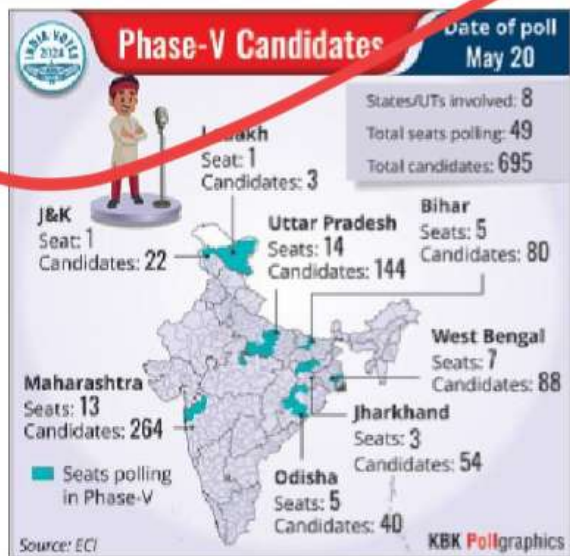 INDIA VOTES
2024
Phase-V Candidates
Date of poll
May 20
States/UTs involved: 8
Total seats polling: 49
Total candidates: 695
Seat: 1
Candidates: 3
J&K
Seat: 1
Candidates: 22
Uttar Pradesh
Seats: 14
Candidates: 144
Bihar
Seats: 5
Candidates: 80
West Bengal
Seats: 7
Candidates: 88
Maharashtra
Seats: 13
Candidates: 264
Jharkhand
Seats: 3
Candidates: 54
Odisha
Seats: 5
Candidates: 40
Seats polling
in Phase-V
Source: ECI
KBK Pollgraphics